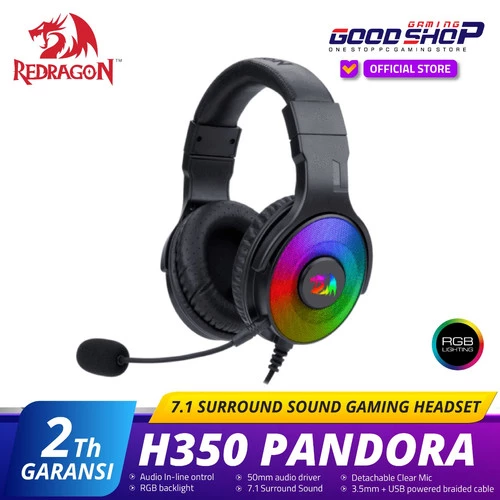 REDRAGON
GAMING
GOODSHOP
ONE STOP PC GAMING STORE
OFFICIAL STORE
RGB
LIGHTING
7.1 SURROUND SOUND GAMING HEADSET
2Th
GARANSI
H350 PANDORA
Audio In-line ontrol
RGB backlight
50mm audio driver
7.1 Surround Sound
Detachable Clear Mic
3.5mm + USB powered braided cable